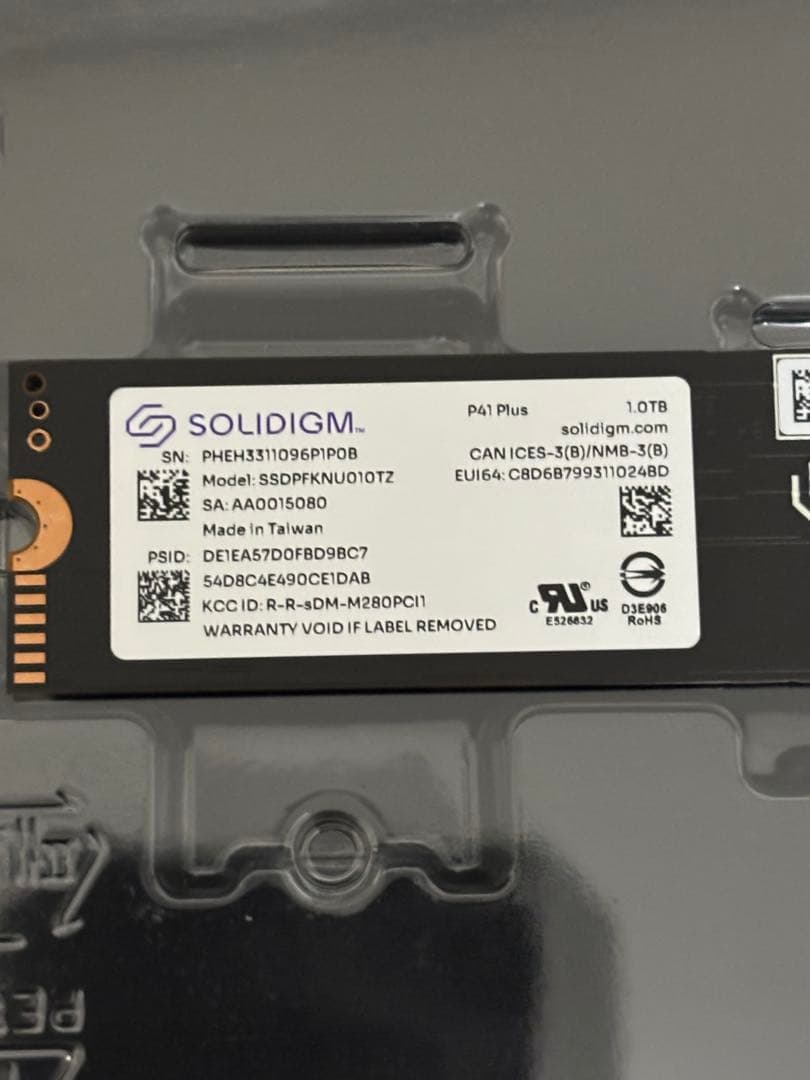 SOLIDIGM™
P41 Plus 1.0TB
solidigm.com
SN: PHEH3311096P1P0B
CAN ICES-3(B)/NMB-3(B)
Model: SSDPFKNU010TZ
EUI64: C8D6B799311024BD
SA: AA0015080
Made in Taiwan
PSID: DE1EA57D0FBD9BC7
54D8C4E490CE1DAB
KCC ID: R-R-sDM-M280PCI1
WARRANTY VOID IF LABEL REMOVED
C RU® US
E526832
D3E906
RoHS